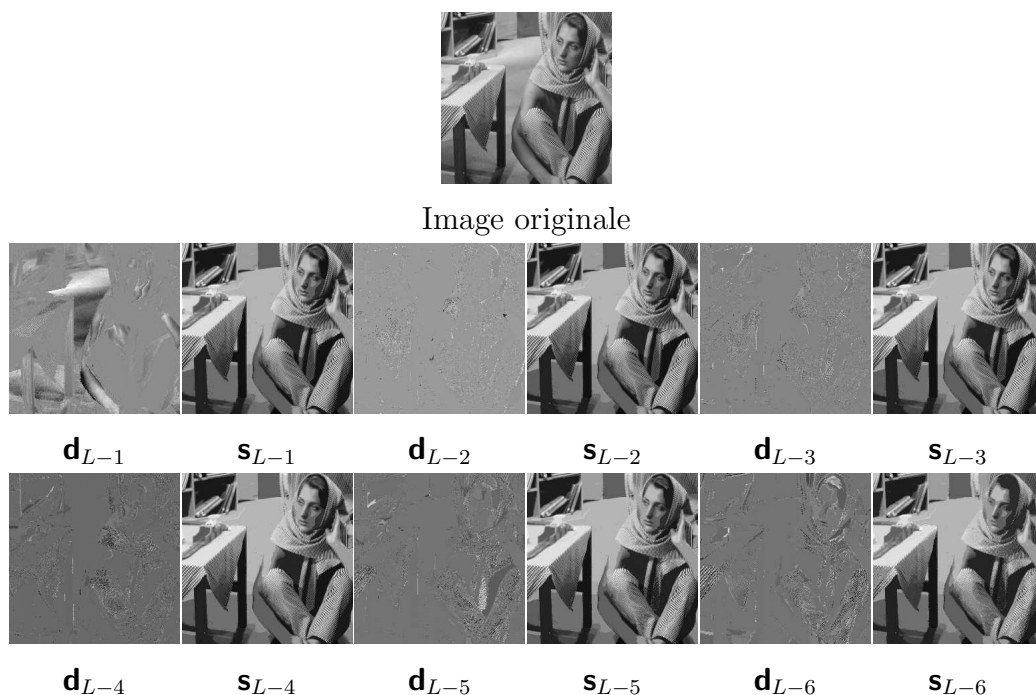 Image originale
d_{L−1} s_{L−1} d_{L−2} s_{L−2} d_{L−3} s_{L−3}
d_{L−4} s_{L−4} d_{L−5} s_{L−5} d_{L−6} s_{L−6}